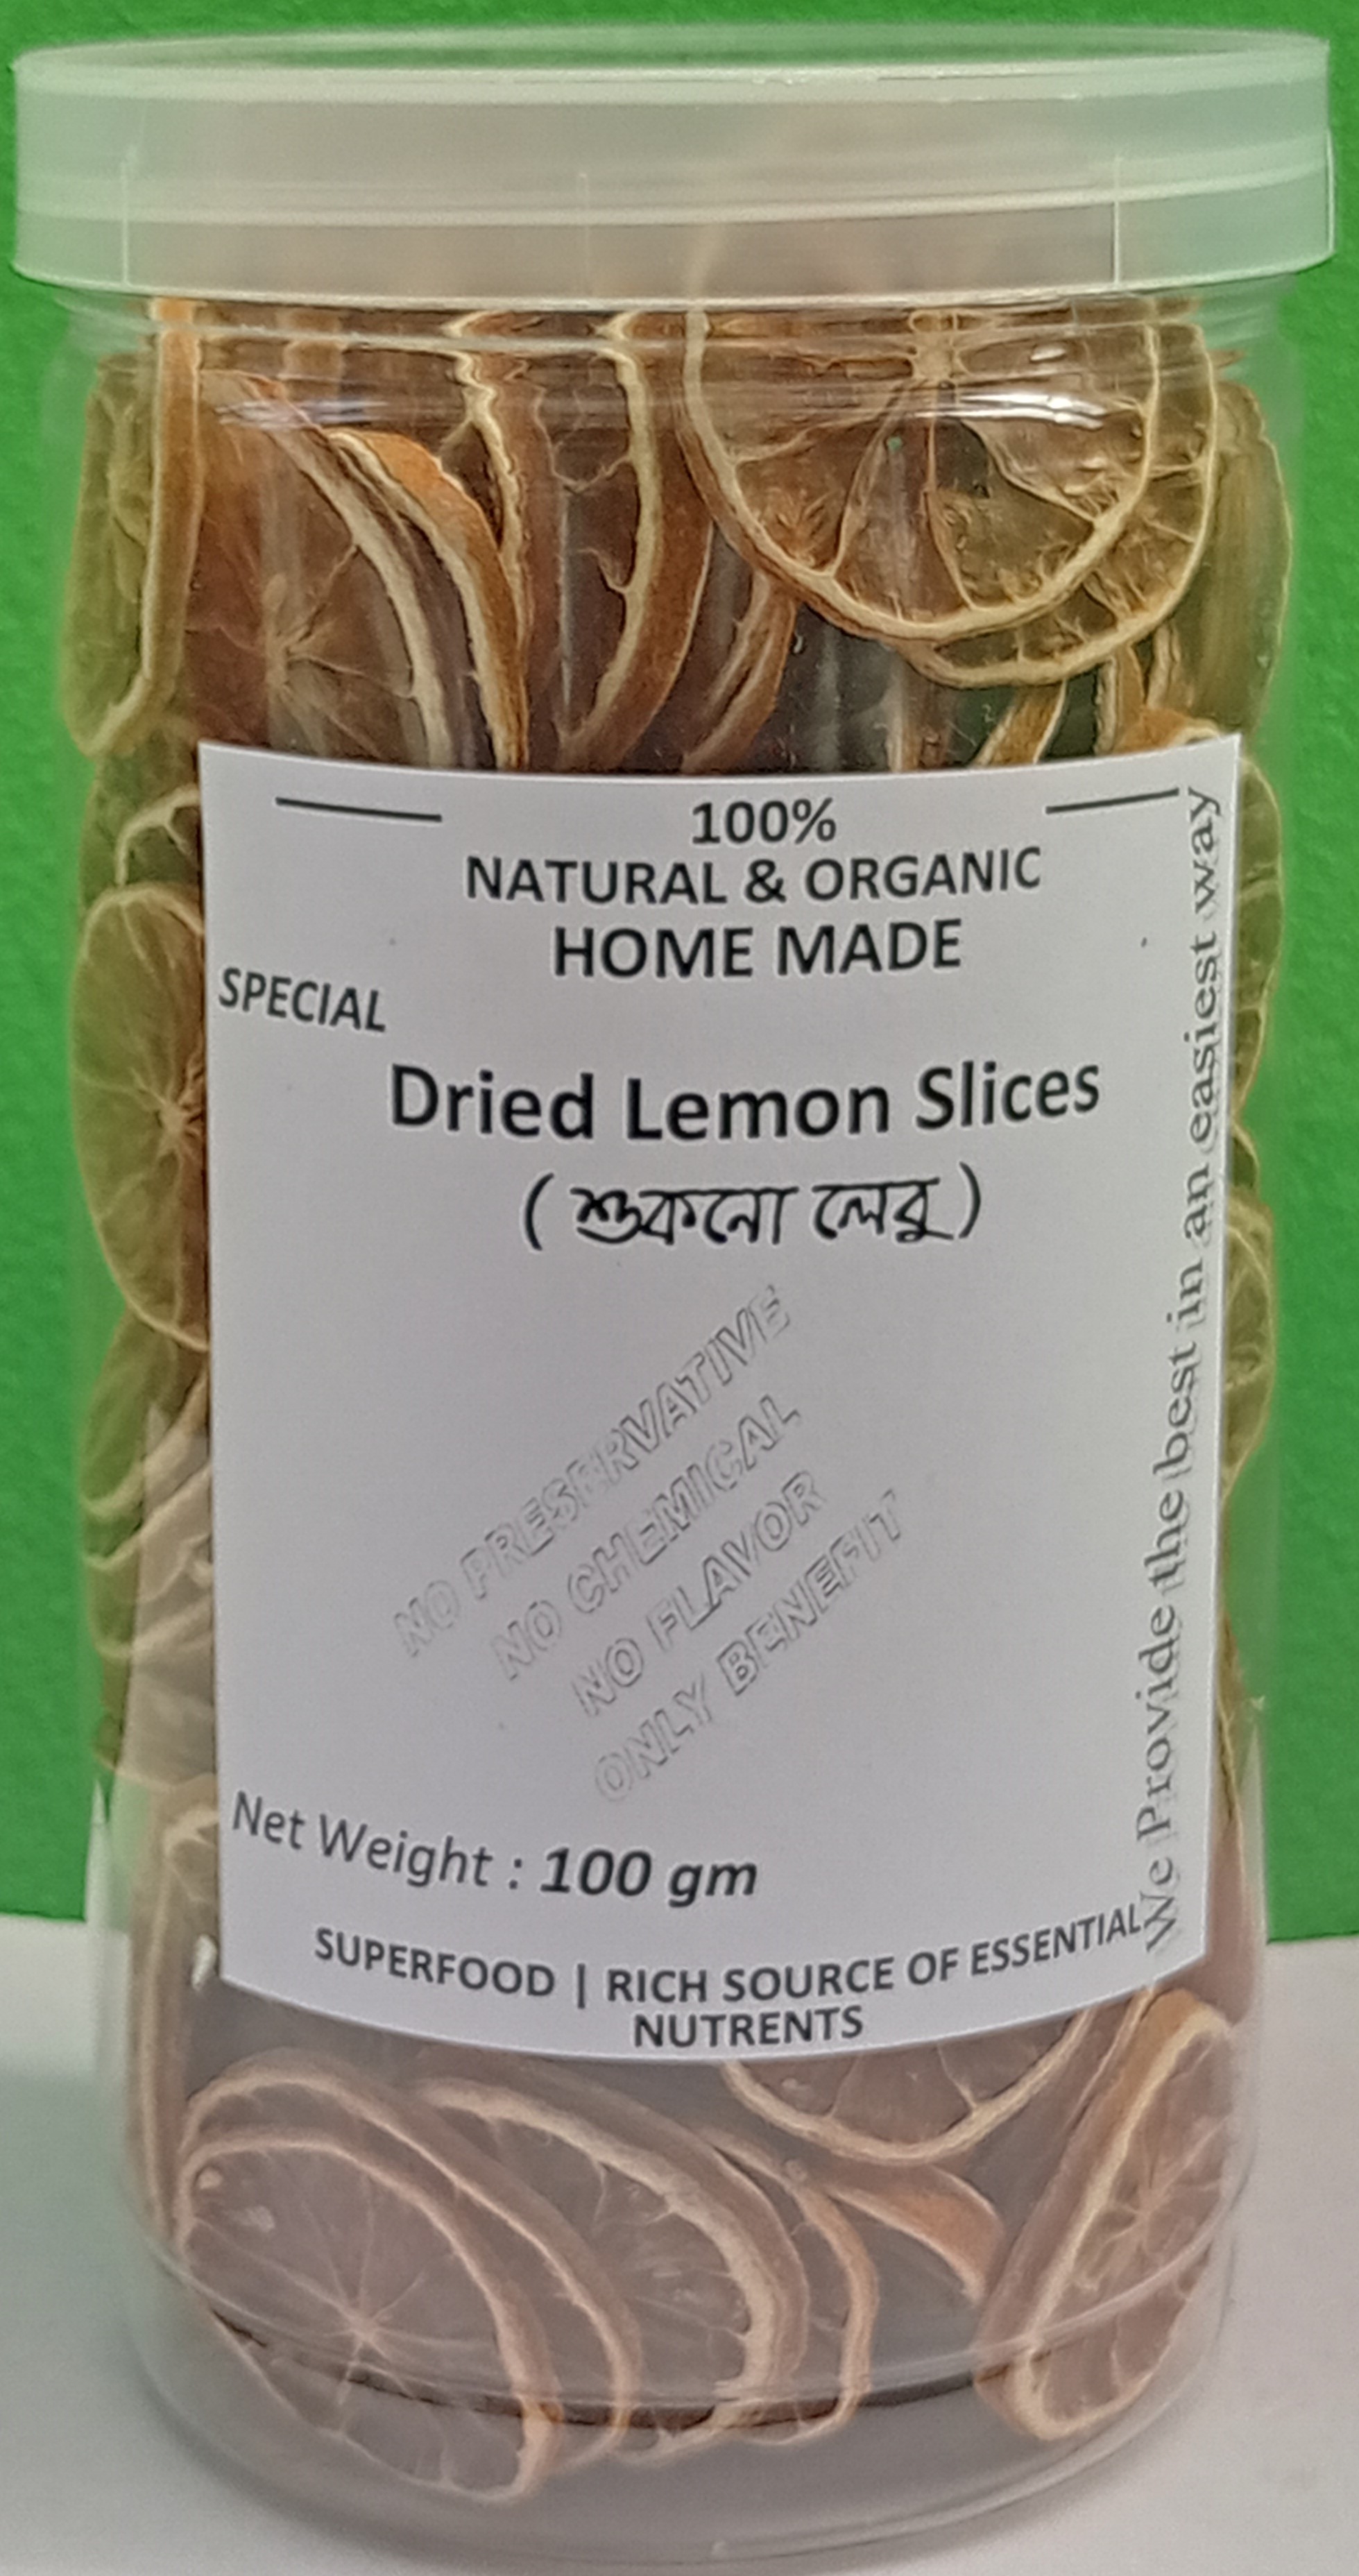 100%
NATURAL & ORGANIC
HOME MADE
SPECIAL
Dried Lemon Slices
( শুকনো লেবু )
NO PRESERVATIVE
NO CHEMICAL
NO FLAVOR
ONLY BENEFIT
Net Weight : 100 gm
SUPERFOOD | RICH SOURCE OF ESSENTIAL
NUTRENTS
We Provide the best in an easiest way